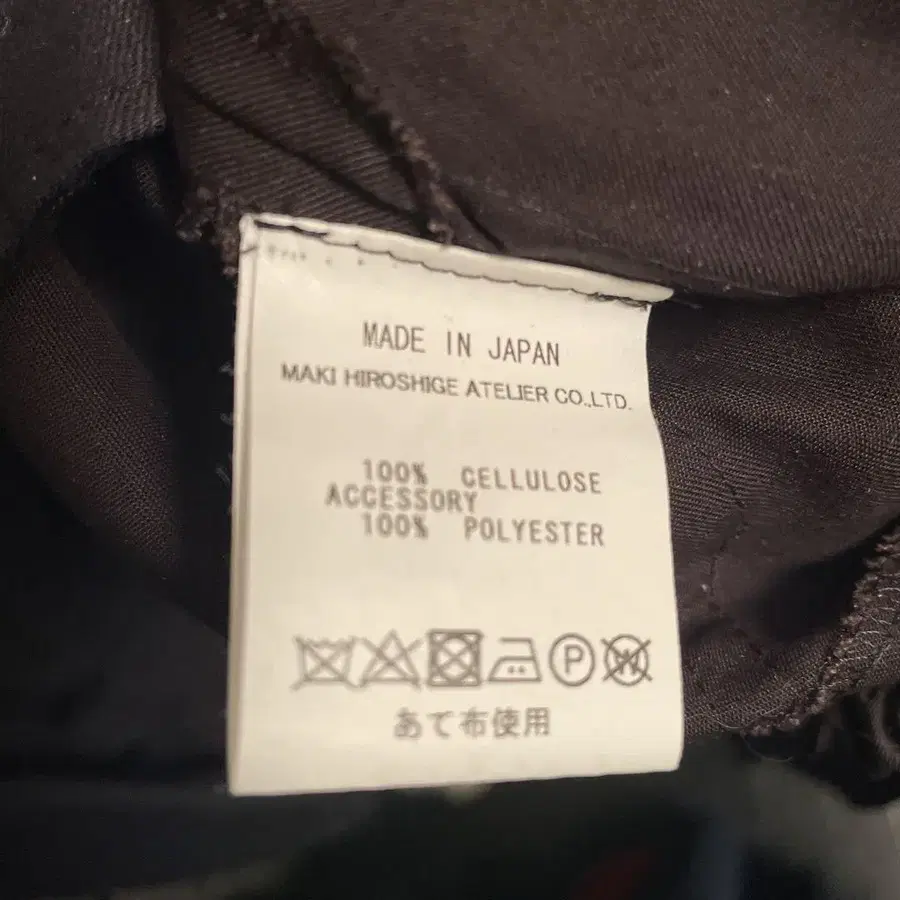 MADE IN JAPAN
MAKI HIROSHIGE ATELIER CO.,LTD.
100% CELLULOSE
ACCESSORY
100% POLYESTER
P W
あて布使用